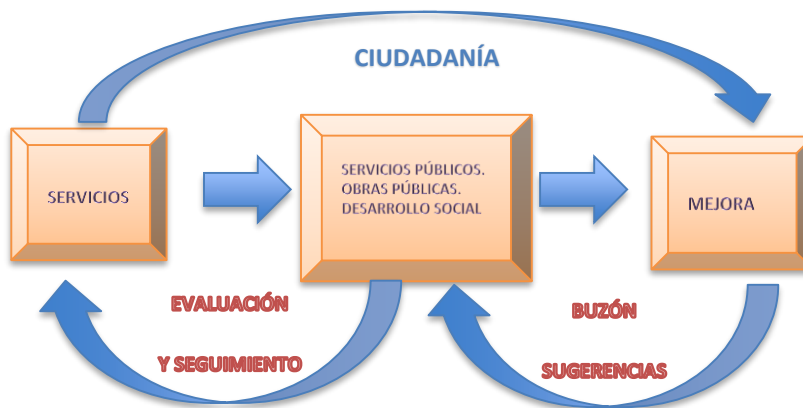 CIUDADANÍA
SERVICIOS
SERVICIOS PÚBLICOS.
OBRAS PÚBLICAS.
DESARROLLO SOCIAL
MEJORA
EVALUACIÓN
Y SEGUIMIENTO
BUZÓN
SUGERENCIAS